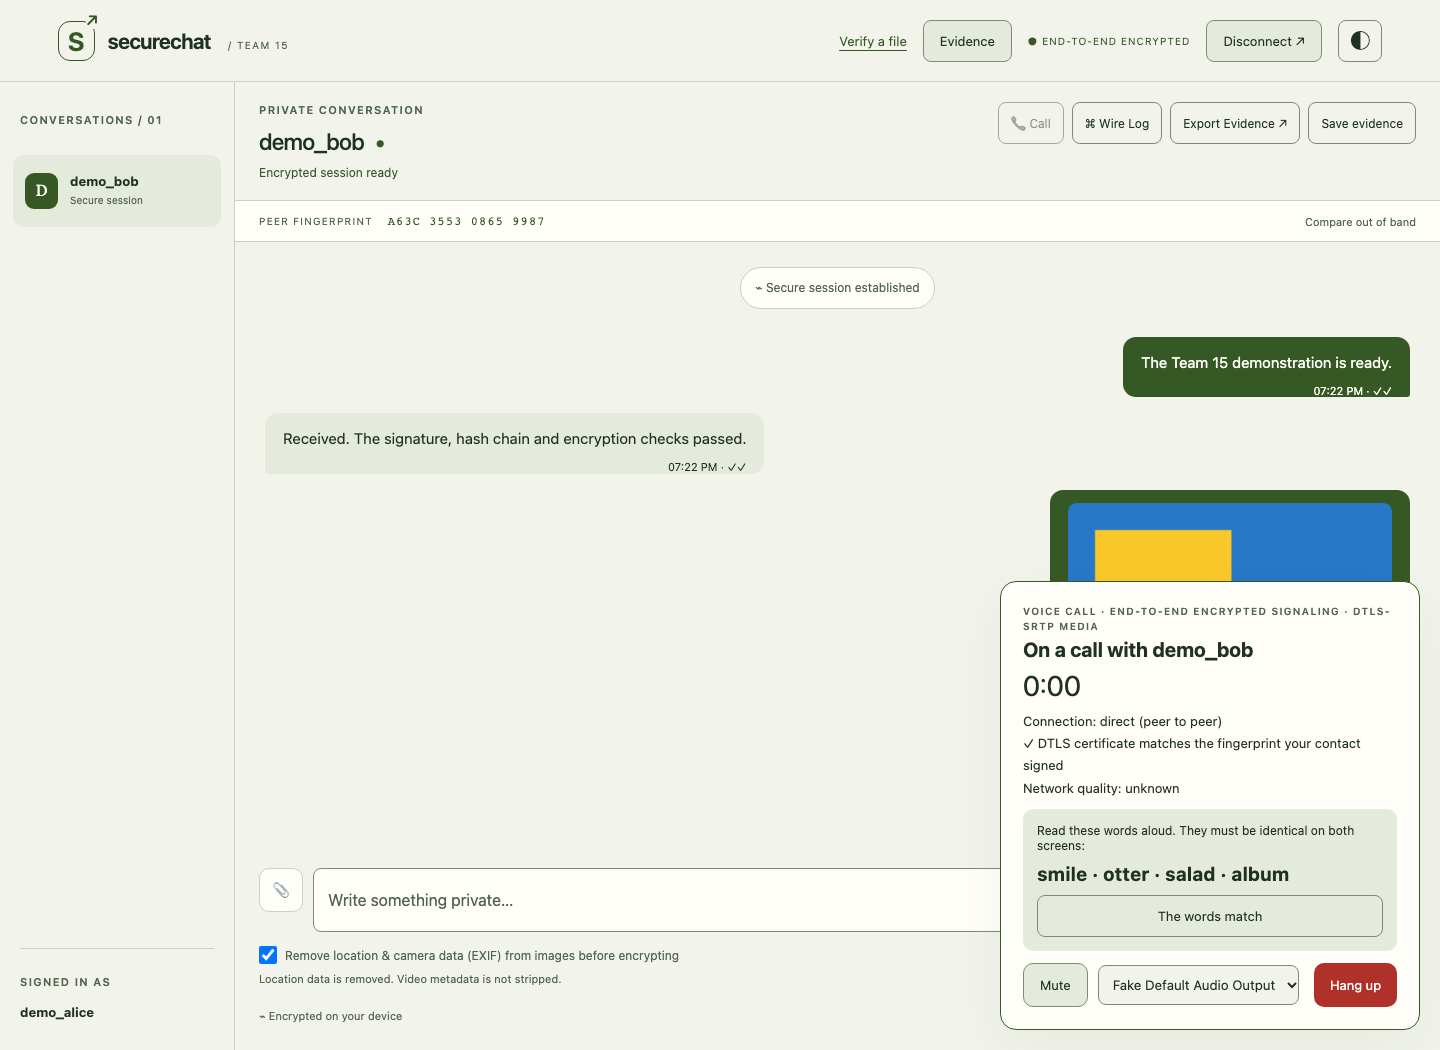 S securechat / TEAM 15
Verify a file
Evidence
END-TO-END ENCRYPTED
Disconnect ↗
CONVERSATIONS / 01
D
demo_bob
Secure session
PRIVATE CONVERSATION
demo_bob
Encrypted session ready
Call
⌘ Wire Log
Export Evidence ↗
Save evidence
PEER FINGERPRINT A63C 3553 0865 9987
Compare out of band
⌁ Secure session established
The Team 15 demonstration is ready.
07:22 PM · ✓✓
Received. The signature, hash chain and encryption checks passed.
07:22 PM · ✓✓
VOICE CALL · END-TO-END ENCRYPTED SIGNALING · DTLS-
SRTP MEDIA
On a call with demo_bob
0:00
Connection: direct (peer to peer)
✓ DTLS certificate matches the fingerprint your contact
signed
Network quality: unknown
Read these words aloud. They must be identical on both
screens:
smile · otter · salad · album
The words match
Mute
Fake Default Audio Output
Hang up
Write something private...
Remove location & camera data (EXIF) from images before encrypting
Location data is removed. Video metadata is not stripped.
⌁ Encrypted on your device
SIGNED IN AS
demo_alice